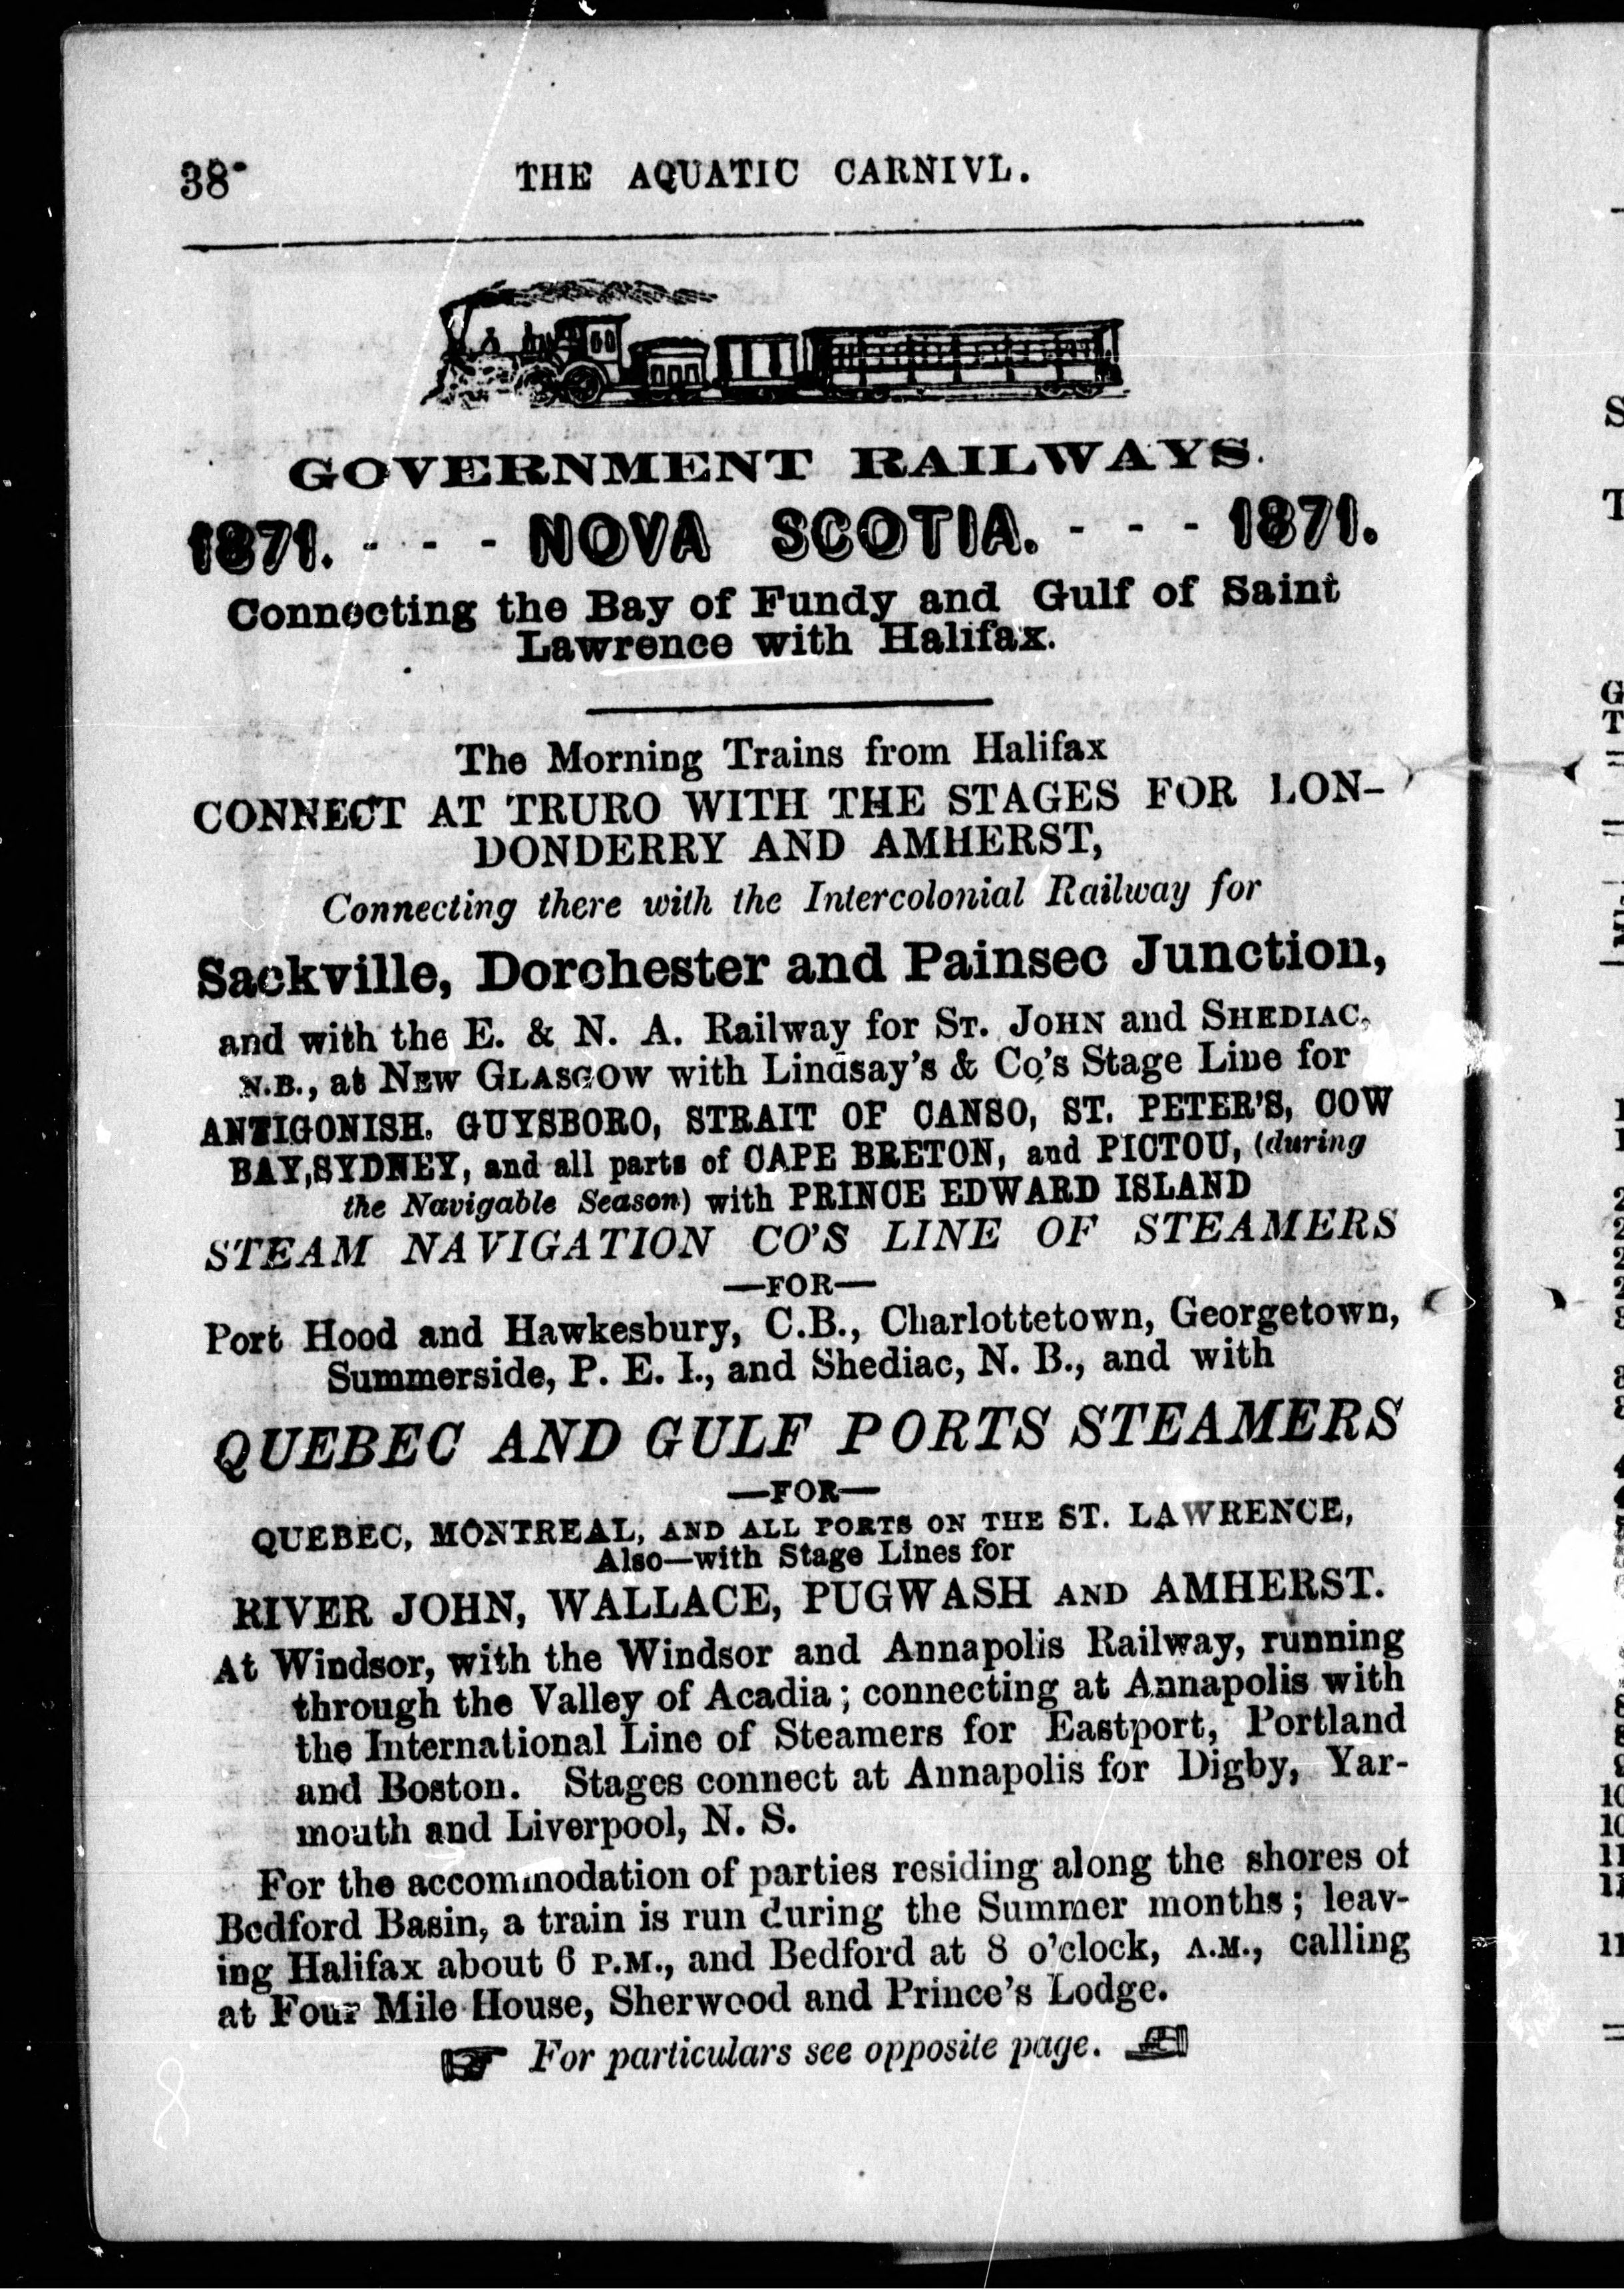 38
THE AQUATIC CARNIVL.
GOVERNMENT RAILWAYS.
1871. - - - NOVA SCOTIA. - - - 1871.
Connecting the Bay of Fundy and Gulf of Saint
Lawrence with Halifax.
The Morning Trains from Halifax
CONNECT AT TRURO WITH THE STAGES FOR LON-
DONDERRY AND AMHERST,
Connecting there with the Intercolonial Railway for
Sackville, Dorchester and Painsec Junction,
and with the E. & N. A. Railway for ST. JOHN and SHEDIAC,
N.B., at NEW GLASGOW with Lindsay's & Co's Stage Line for
ANTIGONISH, GUYSBORO, STRAIT OF CANSO, ST. PETER'S, COW
BAY, SYDNEY, and all parts of CAPE BRETON, and PICTOU, (during
the Navigable Season) with PRINCE EDWARD ISLAND
STEAM NAVIGATION CO'S LINE OF STEAMERS
—FOR—
Port Hood and Hawkesbury, C.B., Charlottetown, Georgetown,
Summerside, P. E. I., and Shediac, N. B., and with
QUEBEC AND GULF PORTS STEAMERS
—FOR—
QUEBEC, MONTREAL, AND ALL PORTS ON THE ST. LAWRENCE,
Also—with Stage Lines for
RIVER JOHN, WALLACE, PUGWASH AND AMHERST.
At Windsor, with the Windsor and Annapolis Railway, running
through the Valley of Acadia; connecting at Annapolis with
the International Line of Steamers for Eastport, Portland
and Boston. Stages connect at Annapolis for Digby, Yar-
mouth and Liverpool, N. S.
For the accommodation of parties residing along the shores of
Bedford Basin, a train is run during the Summer months; leav-
ing Halifax about 6 P.M., and Bedford at 8 o'clock, A.M., calling
at Four Mile House, Sherwood and Prince's Lodge.
☞ For particulars see opposite page.